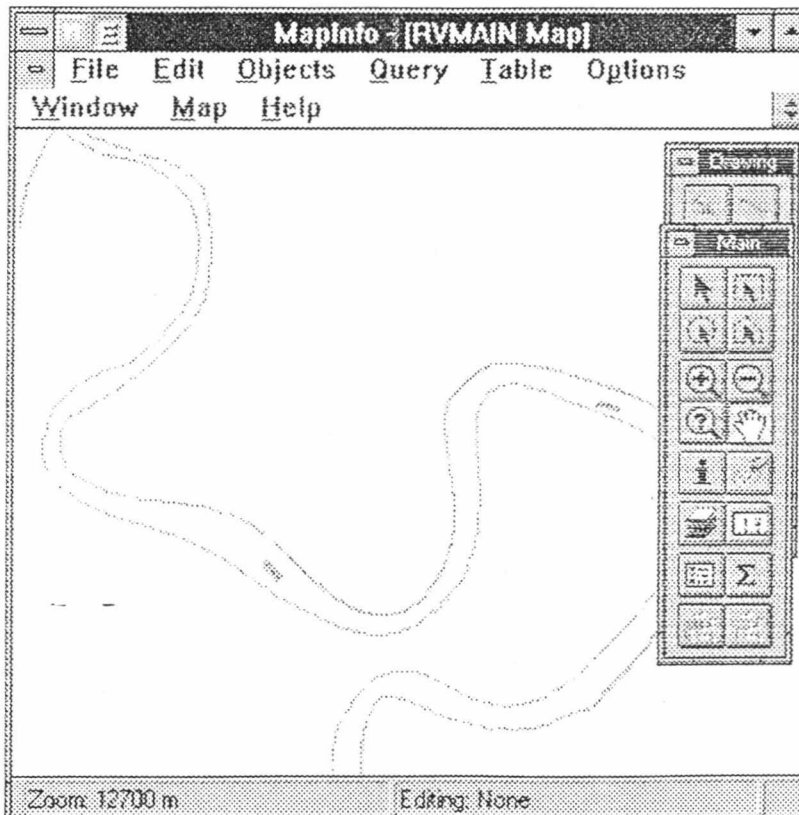 MapInfo - [RVMAIN Map]
File Edit Objects Query Table Options
Window Map Help
Drawing
Main
Zoom: 12700 m
Editing: None